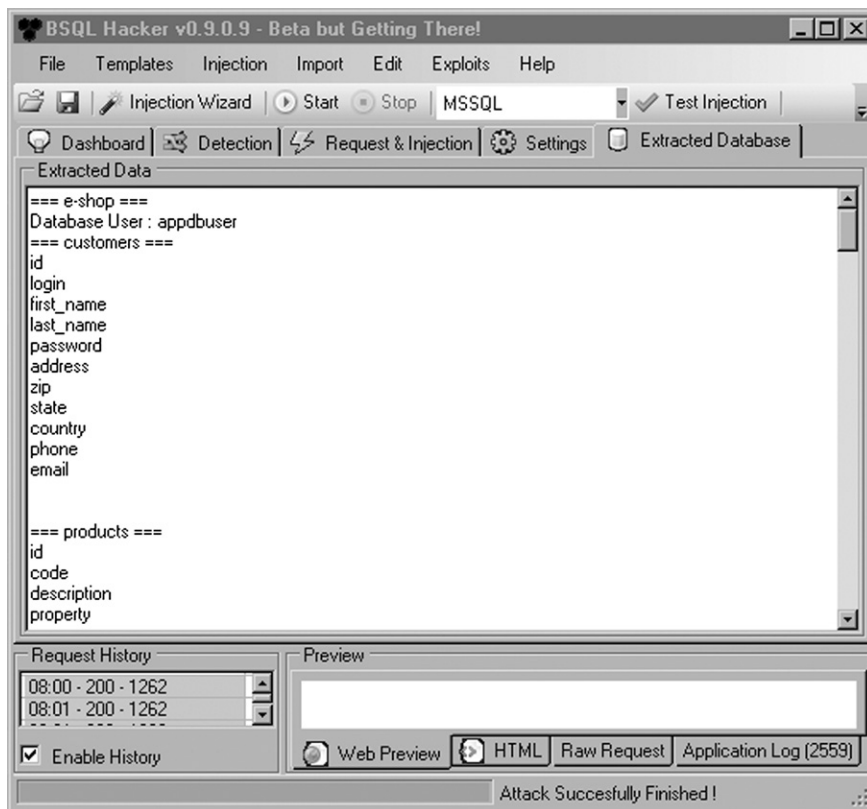 BSQL Hacker v0.9.0.9 - Beta but Getting There!
File Templates Injection Import Edit Exploits Help
Injection Wizard Start Stop MSSQL Test Injection
Dashboard Detection Request & Injection Settings Extracted Database
Extracted Data
=== e-shop ===
Database User : appdbuser
=== customers ===
id
login
first_name
last_name
password
address
zip
state
country
phone
email
=== products ===
id
code
description
property
Request History
08:00 - 200 - 1262
08:01 - 200 - 1262
Enable History
Preview
Web Preview HTML Raw Request Application Log (2559)
Attack Succesfully Finished !